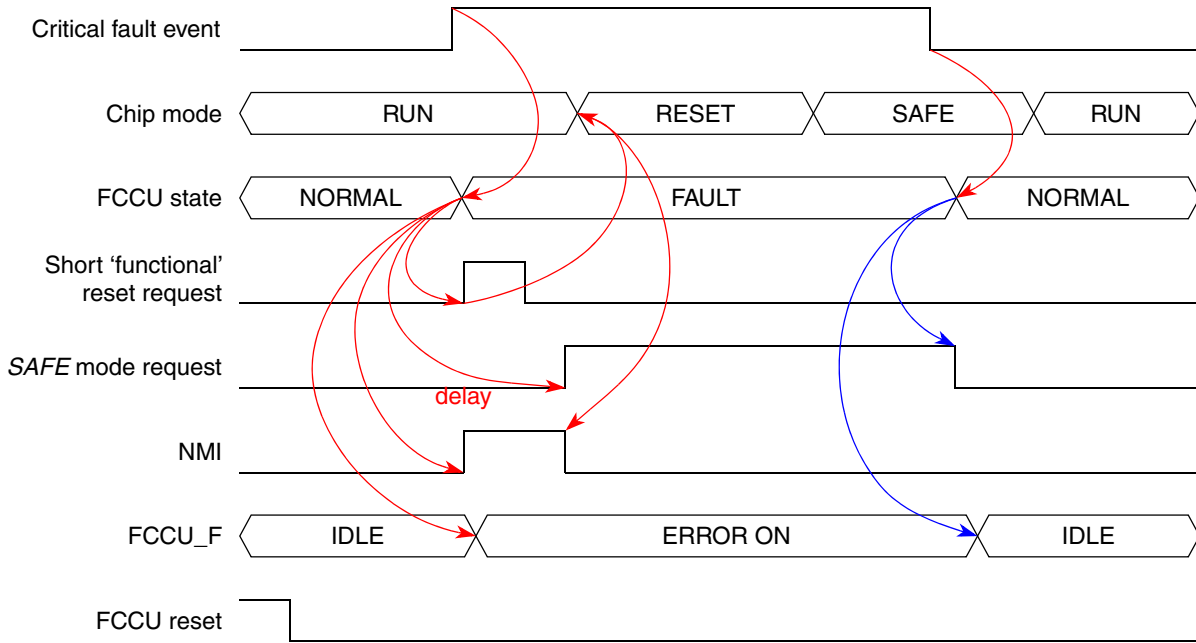 Critical fault event
Chip mode
RUN
RESET
SAFE
RUN
FCCU state
NORMAL
FAULT
NORMAL
Short ‘functional’
reset request
SAFE mode request
delay
NMI
FCCU_F
IDLE
ERROR ON
IDLE
FCCU reset